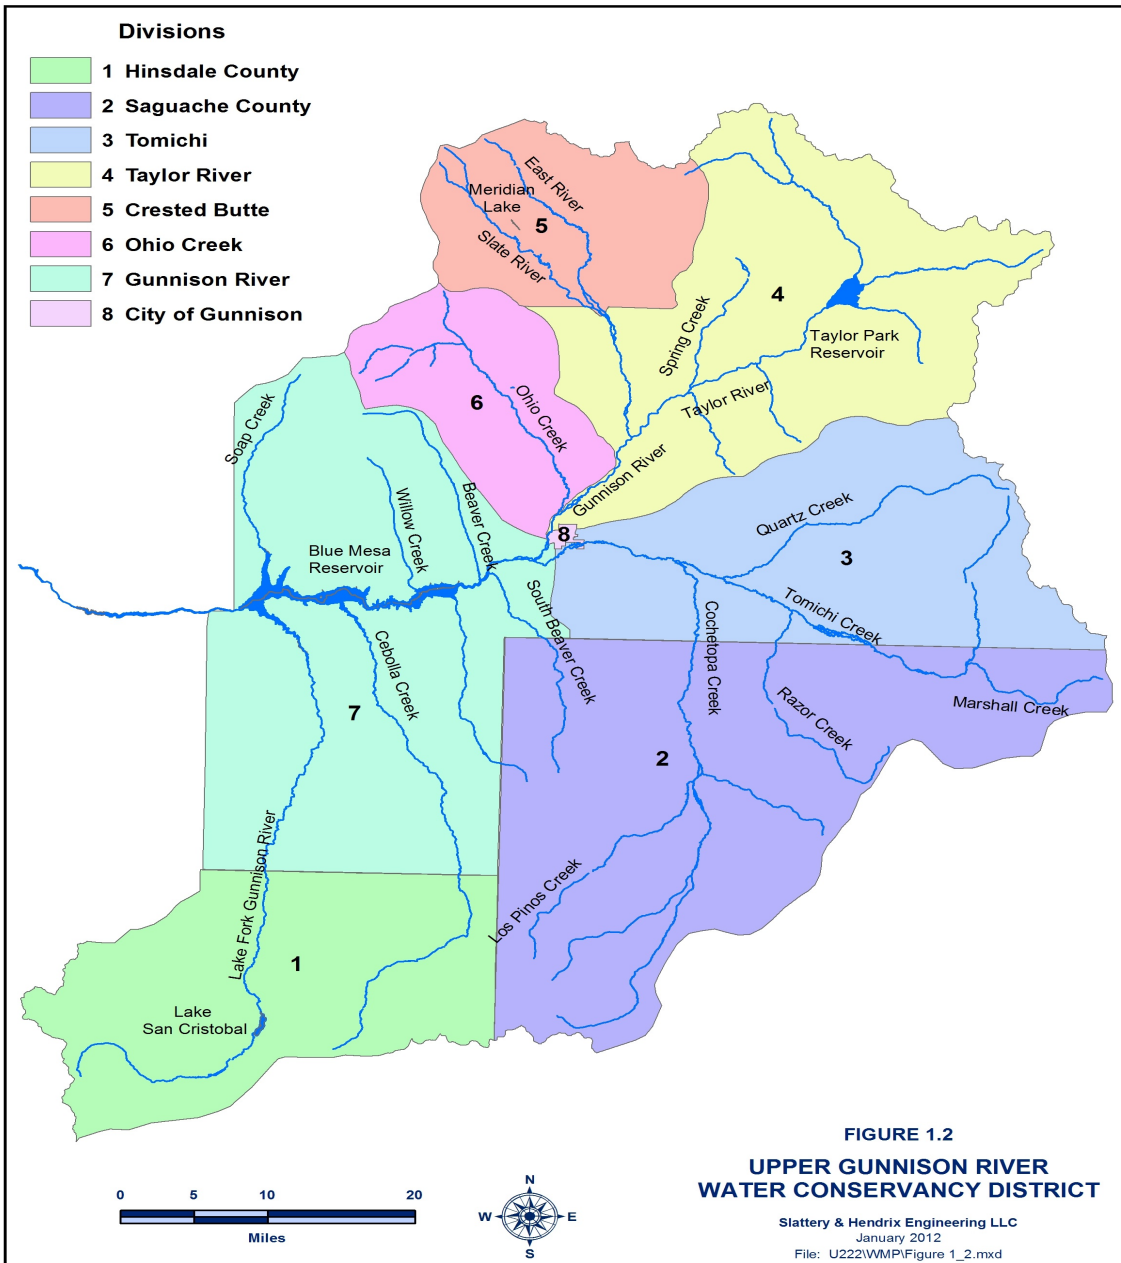 Divisions
1 Hinsdale County
2 Saguache County
3 Tomichi
4 Taylor River
5 Crested Butte
6 Ohio Creek
7 Gunnison River
8 City of Gunnison
East River
Meridian
Lake
5
Slate River
4
Spring Creek
Taylor Park
Reservoir
Taylor River
6
Ohio Creek
Soap Creek
Gunnison River
Willow Creek
Beaver Creek
Quartz Creek
8
3
Blue Mesa
Reservoir
South Beaver Creek
Tomichi Creek
Cochetopa Creek
Cebolla Creek
7
Razor Creek
Marshall Creek
2
Lake Fork Gunnison River
Los Pinos Creek
1
Lake
San Cristobal
FIGURE 1.2
UPPER GUNNISON RIVER
WATER CONSERVANCY DISTRICT
Slattery & Hendrix Engineering LLC
January 2012
File: U222\WMP\Figure 1_2.mxd
0 5 10 20
Miles
N
W E
S